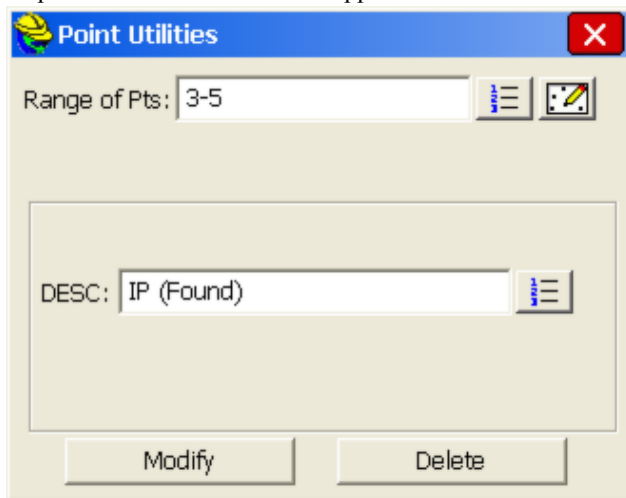 Point Utilities
Range of Pts: 3-5
DESC: IP (Found)
Modify Delete